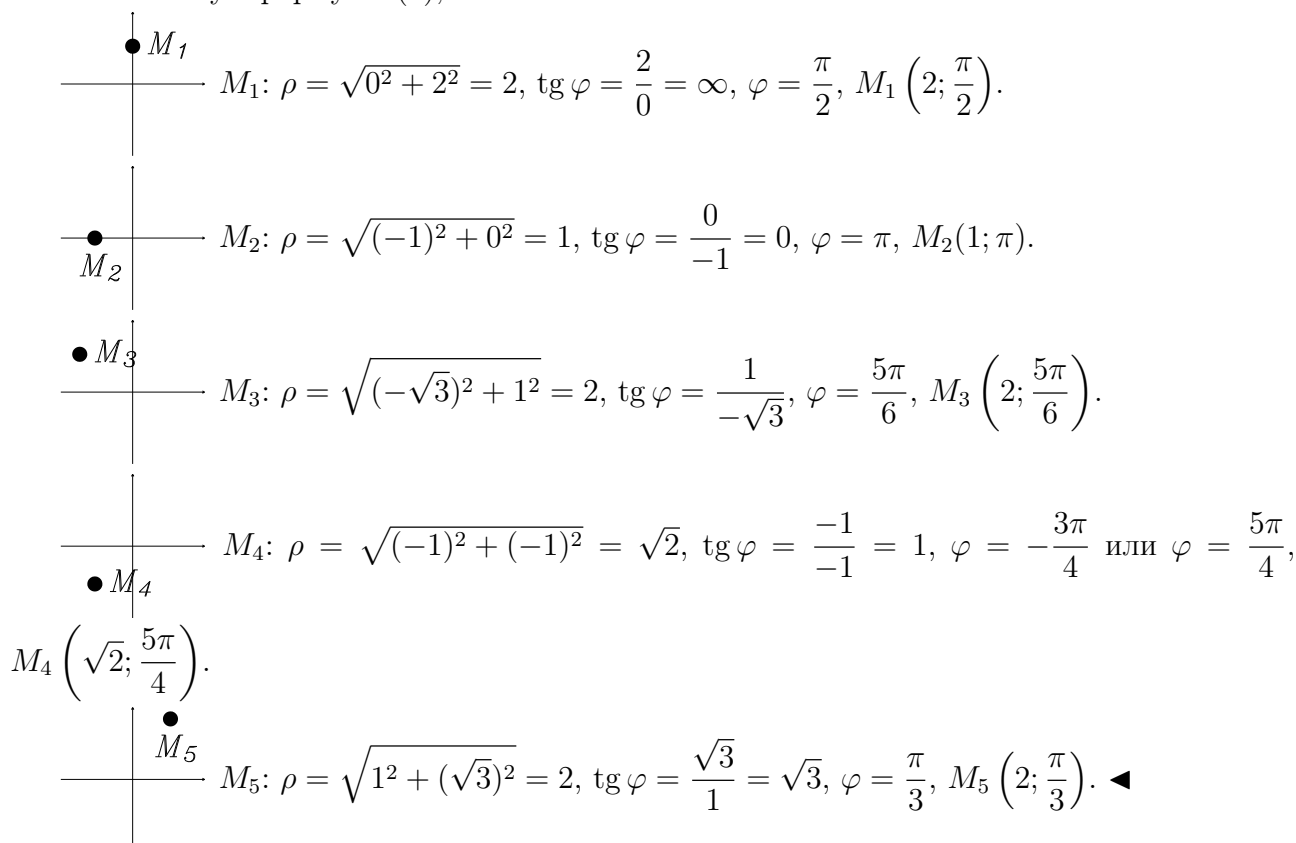 M₁
M₁: ρ = √(0² + 2²) = 2, tg φ = 2/0 = ∞, φ = π/2, M₁ (2; π/2).
M₂: ρ = √((−1)² + 0²) = 1, tg φ = 0/−1 = 0, φ = π, M₂(1; π).
M₂
M₃
M₃: ρ = √((−√3)² + 1²) = 2, tg φ = 1/−√3, φ = 5π/6, M₃ (2; 5π/6).
M₄: ρ = √((−1)² + (−1)²) = √2, tg φ = −1/−1 = 1, φ = −3π/4 или φ = 5π/4,
M₄
M₄ (√2; 5π/4).
M₅
M₅: ρ = √(1² + (√3)²) = 2, tg φ = √3/1 = √3, φ = π/3, M₅ (2; π/3). ◄